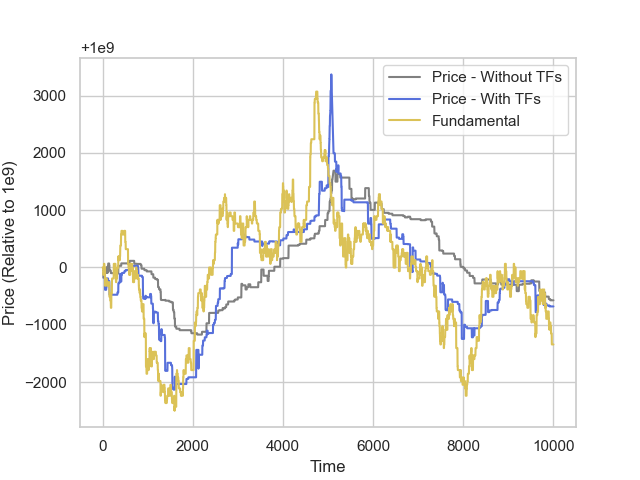 +1e9
Price - Without TFs
Price - With TFs
Fundamental
Price (Relative to 1e9)
3000
2000
1000
0
−1000
−2000
0 2000 4000 6000 8000 10000
Time